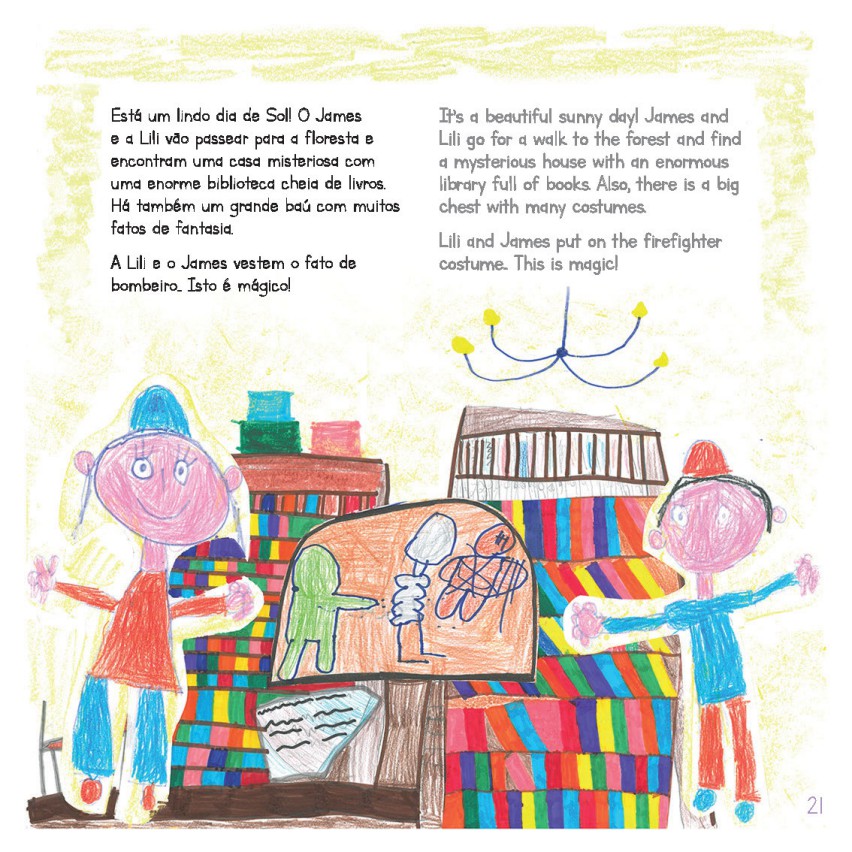 Está um lindo dia de Sol! O James
e a Lili vão passear para a floresta e
encontram uma casa misteriosa com
uma enorme biblioteca cheia de livros.
Há também um grande baú com muitos
fatos de fantasia.
A Lili e o James vestem o fato de
bombeiro... Isto é mágico!
It's a beautiful sunny day! James and
Lili go for a walk to the forest and find
a mysterious house with an enormous
library full of books. Also, there is a big
chest with many costumes.
Lili and James put on the firefighter
costume... This is magic!
21